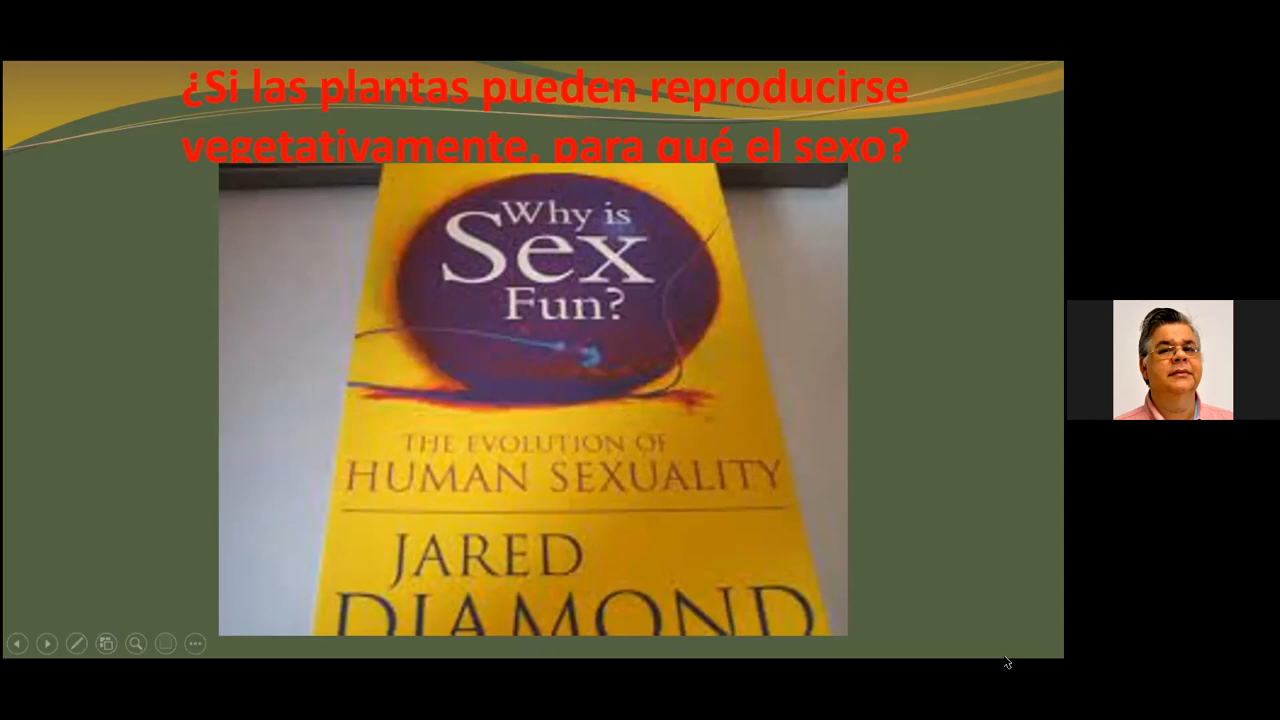 ¿Si las plantas pueden reproducirse
vegetativamente, para qué el sexo?
Why is
Sex
Fun?
THE EVOLUTION OF
HUMAN SEXUALITY
JARED
DIAMOND